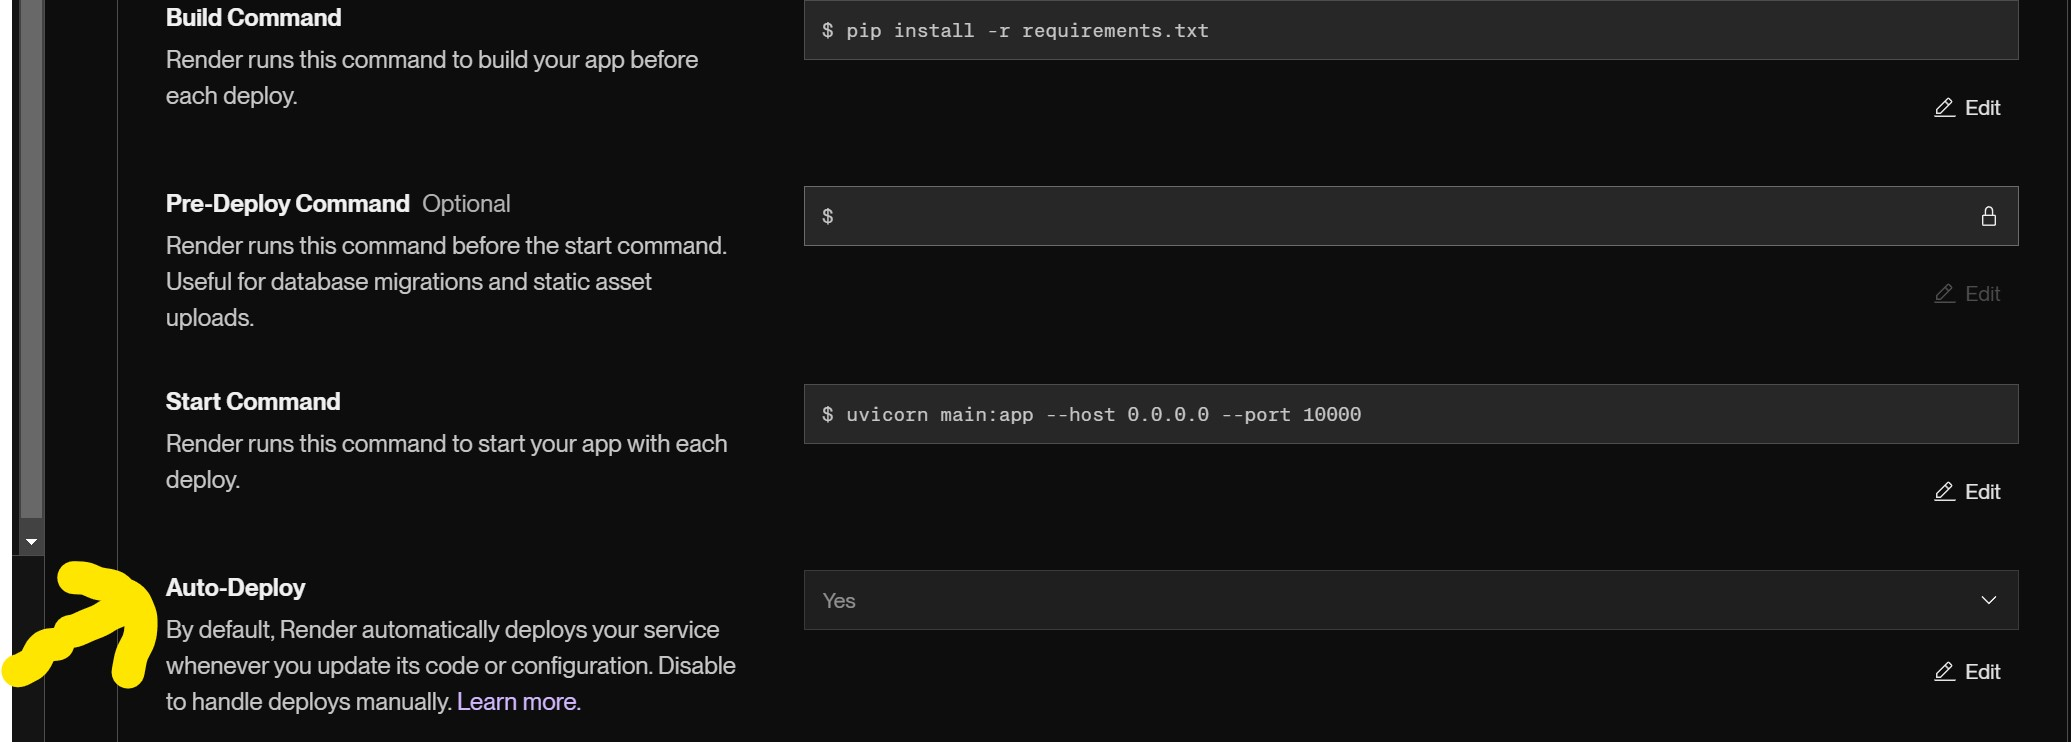 Build Command
Render runs this command to build your app before
each deploy.
$ pip install -r requirements.txt
Edit
Pre-Deploy Command Optional
Render runs this command before the start command.
Useful for database migrations and static asset
uploads.
$
Edit
Start Command
Render runs this command to start your app with each
deploy.
$ uvicorn main:app --host 0.0.0.0 --port 10000
Edit
Auto-Deploy
By default, Render automatically deploys your service
whenever you update its code or configuration. Disable
to handle deploys manually. Learn more.
Yes
Edit